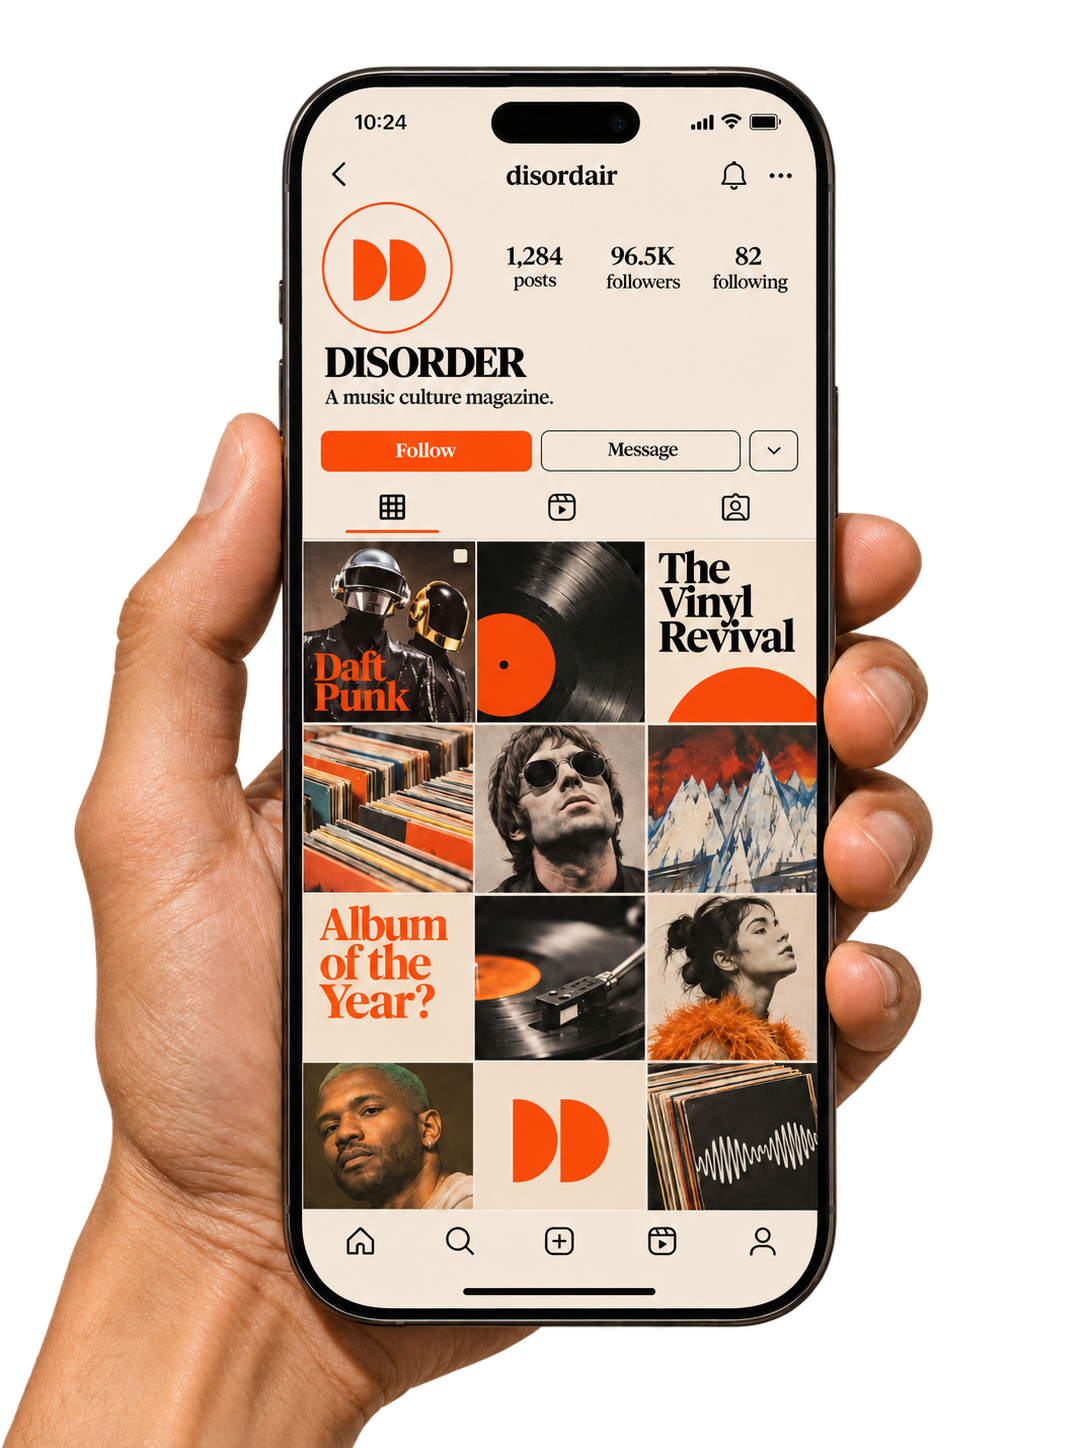 10:24
disordair
1,284
posts
96.5K
followers
82
following
DISORDER
A music culture magazine.
Follow
Message
Daft
Punk
The
Vinyl
Revival
Album
of the
Year?